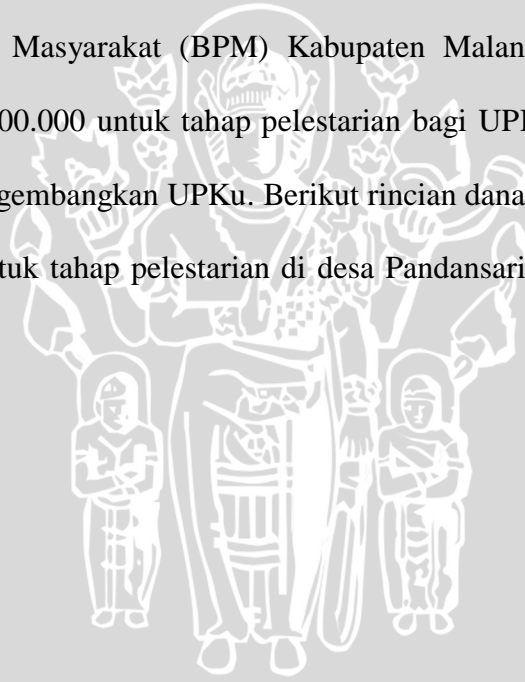 Masyarakat (BPM) Kabupaten Malan
00.000 untuk tahap pelestarian bagi UP
gembangkan UPKu. Berikut rincian dana
tuk tahap pelestarian di desa Pandansari